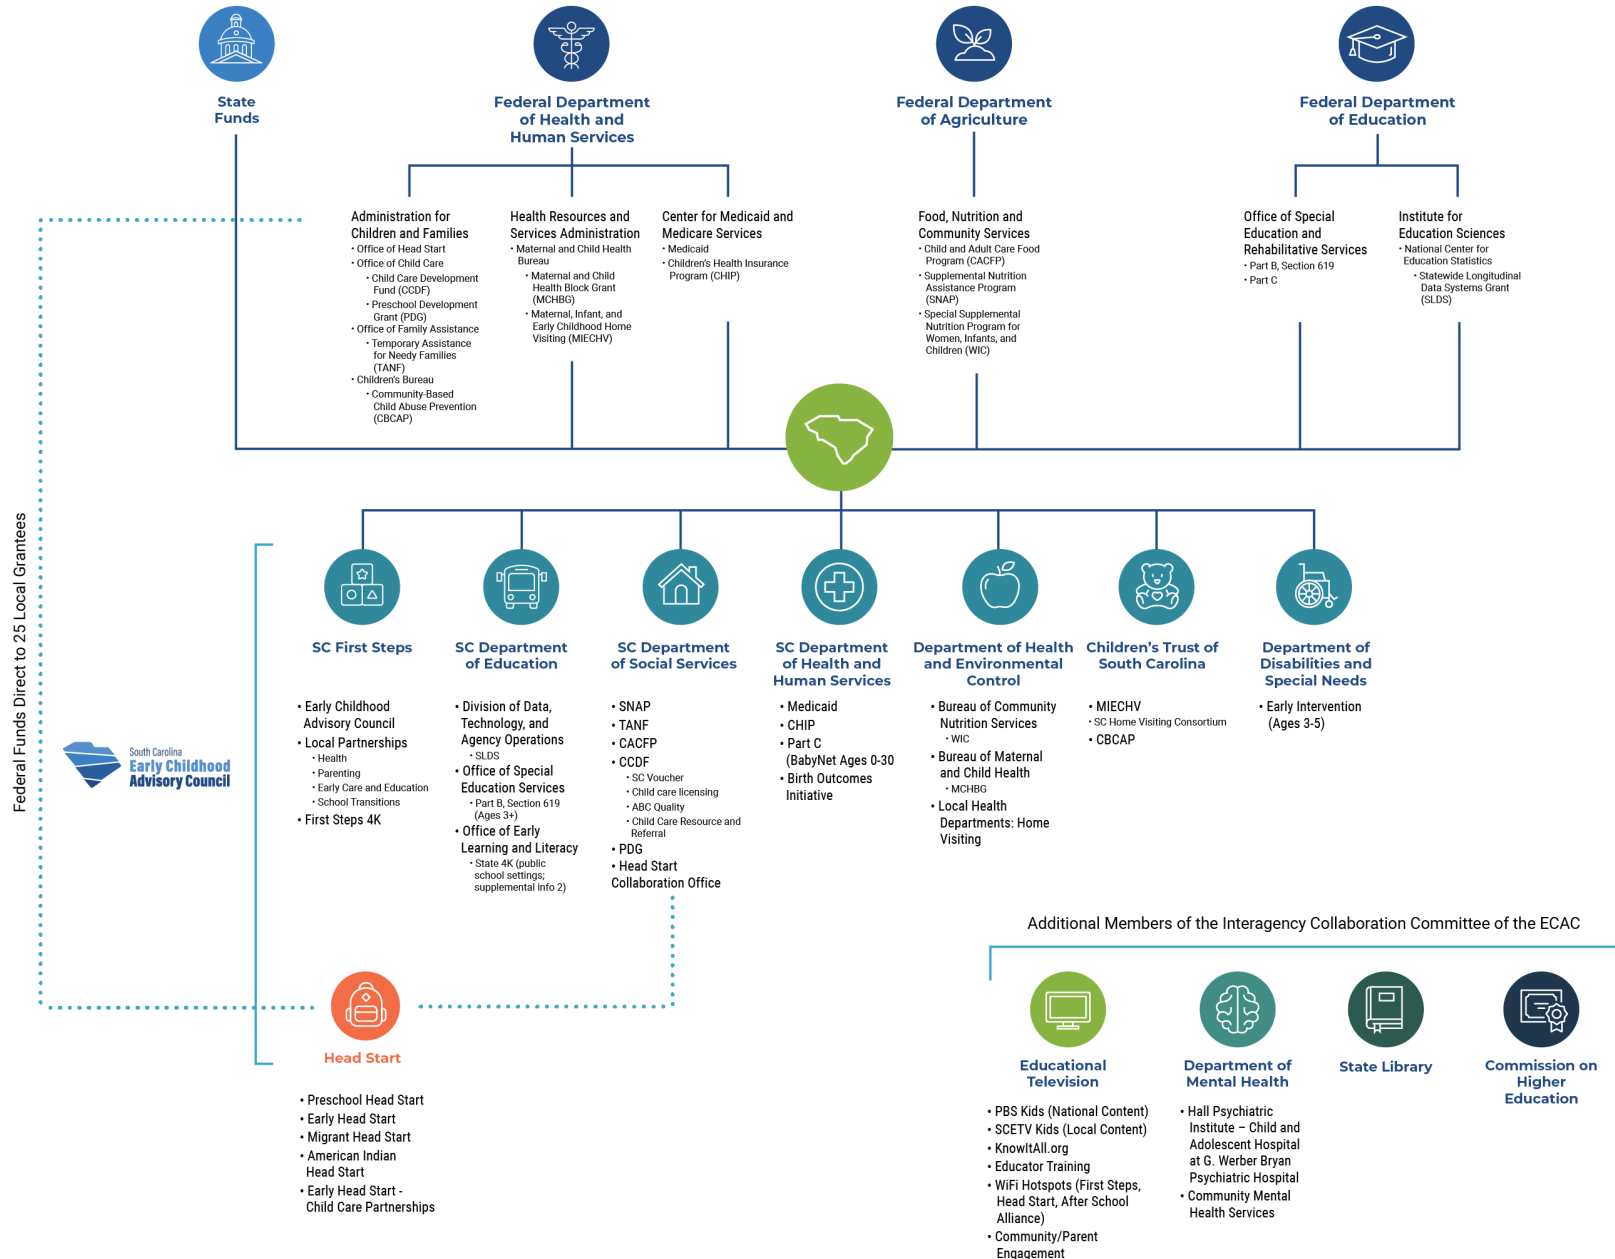 State
Funds
Federal Department
of Health and
Human Services
Federal Department
of Agriculture
Federal Department
of Education
Administration for
Children and Families
• Office of Head Start
• Office of Child Care
• Child Care Development
Fund (CCDF)
• Preschool Development
Grant (PDG)
• Office of Family Assistance
• Temporary Assistance
for Needy Families
(TANF)
• Children's Bureau
• Community-Based
Child Abuse Prevention
(CBCAP)
Health Resources and
Services Administration
• Maternal and Child Health
Bureau
• Maternal and Child
Health Block Grant
(MCHBG)
• Maternal, Infant, and
Early Childhood Home
Visiting (MIECHV)
Center for Medicaid and
Medicare Services
• Medicaid
• Children's Health Insurance
Program (CHIP)
Food, Nutrition and
Community Services
• Child and Adult Care Food
Program (CACFP)
• Supplemental Nutrition
Assistance Program
(SNAP)
• Special Supplemental
Nutrition Program for
Women, Infants, and
Children (WIC)
Office of Special
Education and
Rehabilitative Services
• Part B, Section 619
• Part C
Institute for
Education Sciences
• National Center for
Education Statistics
• Statewide Longitudinal
Data Systems Grant
(SLDS)
Federal Funds Direct to 25 Local Grantees
South Carolina
Early Childhood
Advisory Council
SC First Steps
• Early Childhood
Advisory Council
• Local Partnerships
• Health
• Parenting
• Early Care and Education
• School Transitions
• First Steps 4K
SC Department
of Education
• Division of Data,
Technology, and
Agency Operations
• SLDS
• Office of Special
Education Services
• Part B, Section 619
(Ages 3+)
• Office of Early
Learning and Literacy
• State 4K (public
school settings;
supplemental info 2)
SC Department
of Social Services
• SNAP
• TANF
• CACFP
• CCDF
• SC Voucher
• Child care licensing
• ABC Quality
• Child Care Resource and
Referral
• PDG
• Head Start
Collaboration Office
SC Department
of Health and
Human Services
• Medicaid
• CHIP
• Part C
(BabyNet Ages 0-30
• Birth Outcomes
Initiative
Department of Health
and Environmental
Control
• Bureau of Community
Nutrition Services
• WIC
• Bureau of Maternal
and Child Health
• MCHBG
• Local Health
Departments: Home
Visiting
Children's Trust of
South Carolina
• MIECHV
• SC Home Visiting Consortium
• CBCAP
Department of
Disabilities and
Special Needs
• Early Intervention
(Ages 3-5)
Head Start
• Preschool Head Start
• Early Head Start
• Migrant Head Start
• American Indian
Head Start
• Early Head Start -
Child Care Partnerships
Additional Members of the Interagency Collaboration Committee of the ECAC
Educational
Television
• PBS Kids (National Content)
• SCETV Kids (Local Content)
• KnowItAll.org
• Educator Training
• WiFi Hotspots (First Steps,
Head Start, After School
Alliance)
• Community/Parent
Engagement
Department of
Mental Health
• Hall Psychiatric
Institute – Child and
Adolescent Hospital
at G. Werber Bryan
Psychiatric Hospital
• Community Mental
Health Services
State Library
Commission on
Higher
Education